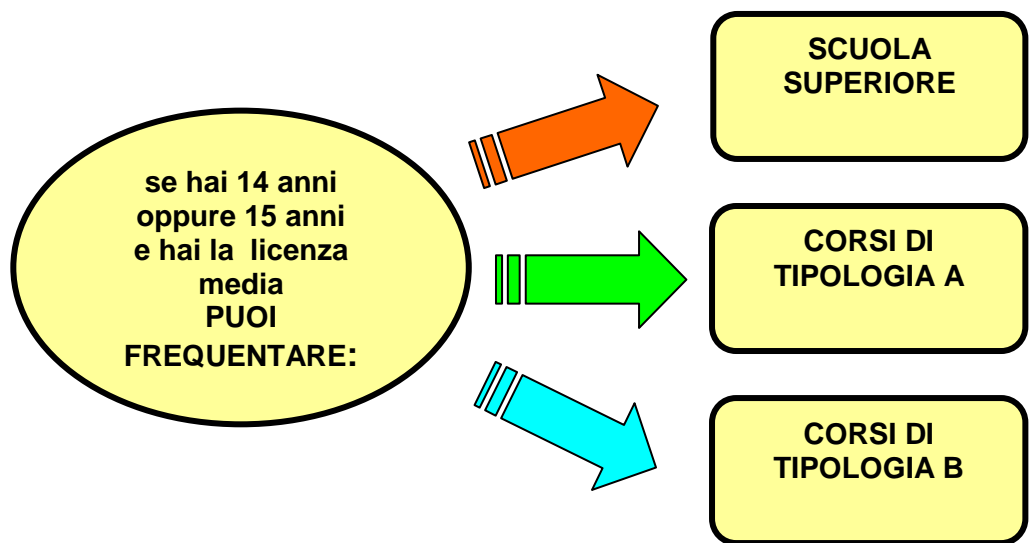 se hai 14 anni
oppure 15 anni
e hai la licenza
media
PUOI
FREQUENTARE:
SCUOLA
SUPERIORE
CORSI DI
TIPOLOGIA A
CORSI DI
TIPOLOGIA B